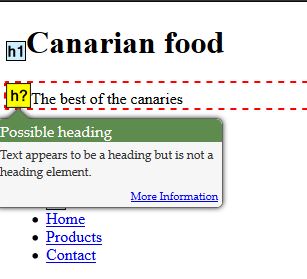 h1 Canarian food
h? The best of the canaries
Possible heading
Text appears to be a heading but is not a
heading element.
More Information
Home
Products
Contact